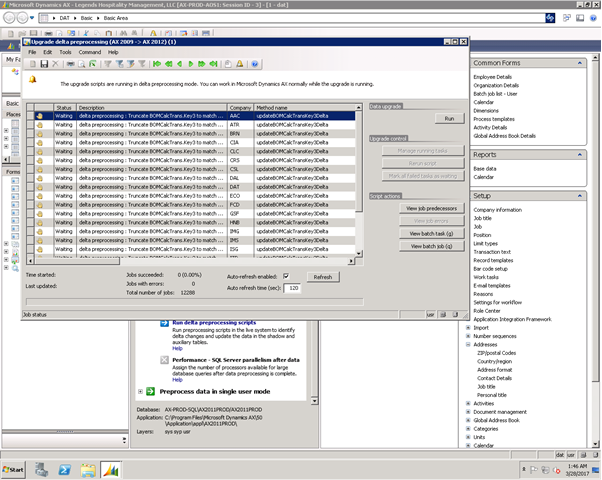 Microsoft Dynamics AX - Legends Hospitality Management, LLC [AX-PROD-AOS1: Session ID - 3] - [1 - dat]
DAT Basic Basic Area
Upgrade delta preprocessing (AX 2009 -> AX 2012) (1)
File Edit Tools Command Help
The upgrade scripts are running in delta preprocessing mode. You can work in Microsoft Dynamics AX normally while the upgrade is running.
Status Description Company Method name
Waiting delta preprocessing : Truncate BOMCalcTrans.Key3 to match ... AAC updateBOMCalcTransKey3Delta
Waiting delta preprocessing : Truncate BOMCalcTrans.Key3 to match ... ATR updateBOMCalcTransKey3Delta
Waiting delta preprocessing : Truncate BOMCalcTrans.Key3 to match ... BRN updateBOMCalcTransKey3Delta
Waiting delta preprocessing : Truncate BOMCalcTrans.Key3 to match ... CIA updateBOMCalcTransKey3Delta
Waiting delta preprocessing : Truncate BOMCalcTrans.Key3 to match ... CLC updateBOMCalcTransKey3Delta
Waiting delta preprocessing : Truncate BOMCalcTrans.Key3 to match ... CRS updateBOMCalcTransKey3Delta
Waiting delta preprocessing : Truncate BOMCalcTrans.Key3 to match ... CSL updateBOMCalcTransKey3Delta
Waiting delta preprocessing : Truncate BOMCalcTrans.Key3 to match ... DAL updateBOMCalcTransKey3Delta
Waiting delta preprocessing : Truncate BOMCalcTrans.Key3 to match ... DAT updateBOMCalcTransKey3Delta
Waiting delta preprocessing : Truncate BOMCalcTrans.Key3 to match ... ECO updateBOMCalcTransKey3Delta
Waiting delta preprocessing : Truncate BOMCalcTrans.Key3 to match ... FCD updateBOMCalcTransKey3Delta
Waiting delta preprocessing : Truncate BOMCalcTrans.Key3 to match ... GSF updateBOMCalcTransKey3Delta
Waiting delta preprocessing : Truncate BOMCalcTrans.Key3 to match ... HNB updateBOMCalcTransKey3Delta
Waiting delta preprocessing : Truncate BOMCalcTrans.Key3 to match ... IMG updateBOMCalcTransKey3Delta
Waiting delta preprocessing : Truncate BOMCalcTrans.Key3 to match ... IMS updateBOMCalcTransKey3Delta
Waiting delta preprocessing : Truncate BOMCalcTrans.Key3 to match ... ISG updateBOMCalcTransKey3Delta
Data upgrade
Run
Upgrade control
Manage running tasks
Rerun script
Mark all failed tasks as waiting
Script actions
View job predecessors
View job errors
View batch task (q)
View batch job (q)
Time started:
Last updated:
Jobs succeeded: 0 (0.00%)
Jobs with errors: 0
Total number of jobs: 12288
Auto-refresh enabled:
Auto refresh time (sec): 120
Refresh
Job status
usr
My Fa
Basic
Places
Forms
Run delta preprocessing scripts
Run preprocessing scripts in the live system to identify
delta changes and update the data in the shadow and
auxiliary tables.
Help
Performance - SQL Server parallelism after data
Assign the number of processors available for large
database queries after data preprocessing is complete.
Help
Preprocess data in single user mode
Database: AX-PROD-SQL\AX2011PROD/AX2011PROD
Application: C:\Program Files\Microsoft Dynamics AX\50
\Application\appl\AX2011PROD\
Layers: sys syp usr
Common Forms
Employee Details
Organization Details
Batch job list - User
Calendar
Dimensions
Process Details
Activity Details
Global Address Book Details
Reports
Base data
Calendar
Setup
Company information
Job title
Job
Position
Limit types
Transaction text
Record templates
Bar code setup
Work tasks
E-mail templates
Reasons
Settings for workflow
Role Center
Application Integration Framework
Import
Number sequences
Addresses
ZIP/postal Codes
Country/region
Address format
Contact Details
Job title
Personal title
Activities
Document management
Global Address Book
Categories
Units
Calendar
dat usr
Start
1:46 AM
3/28/2017